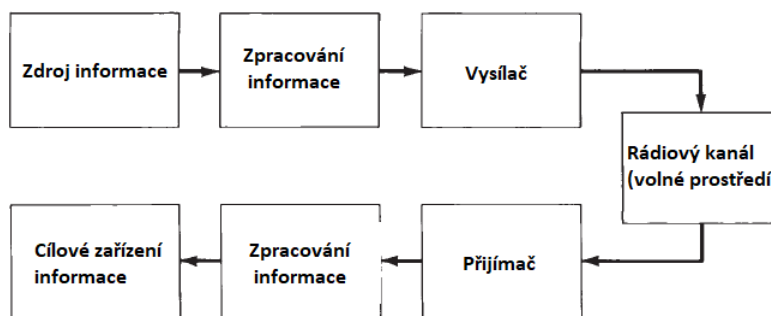 Zdroj informace
Zpracování
informace
Vysílač
Rádiový kanál
(volné prostředí
Přijímač
Zpracování
informace
Cílové zařízení
informace